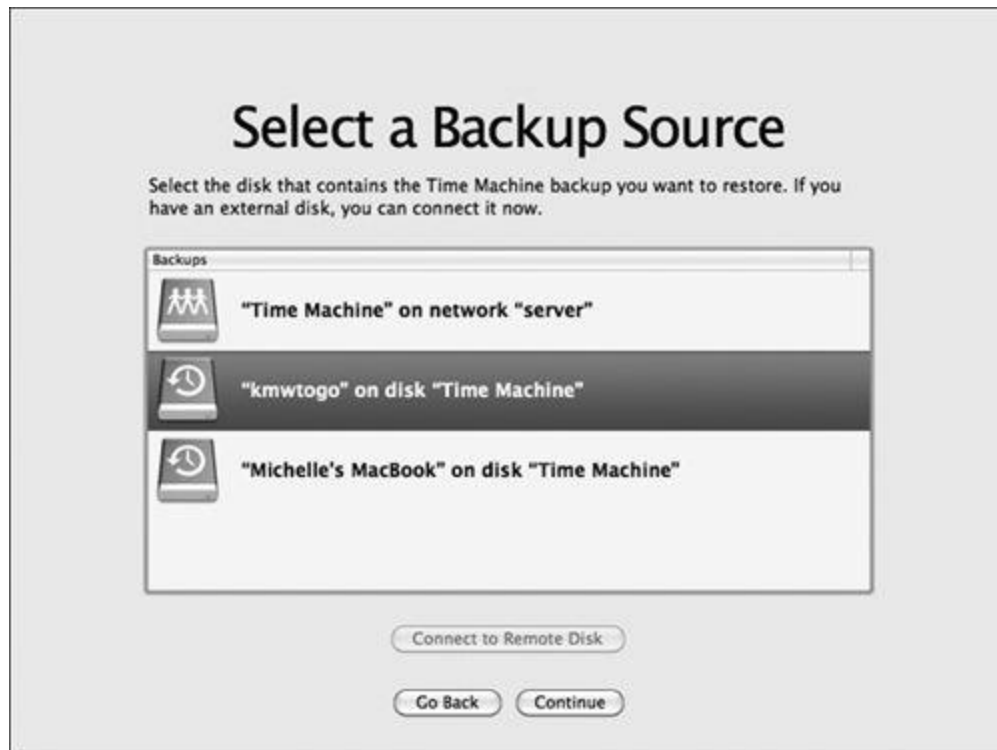 Select a Backup Source
Select the disk that contains the Time Machine backup you want to restore. If you
have an external disk, you can connect it now.
Backups
“Time Machine” on network “server”
“kmwtogo” on disk “Time Machine”
“Michelle's MacBook” on disk “Time Machine”
Connect to Remote Disk
Go Back
Continue